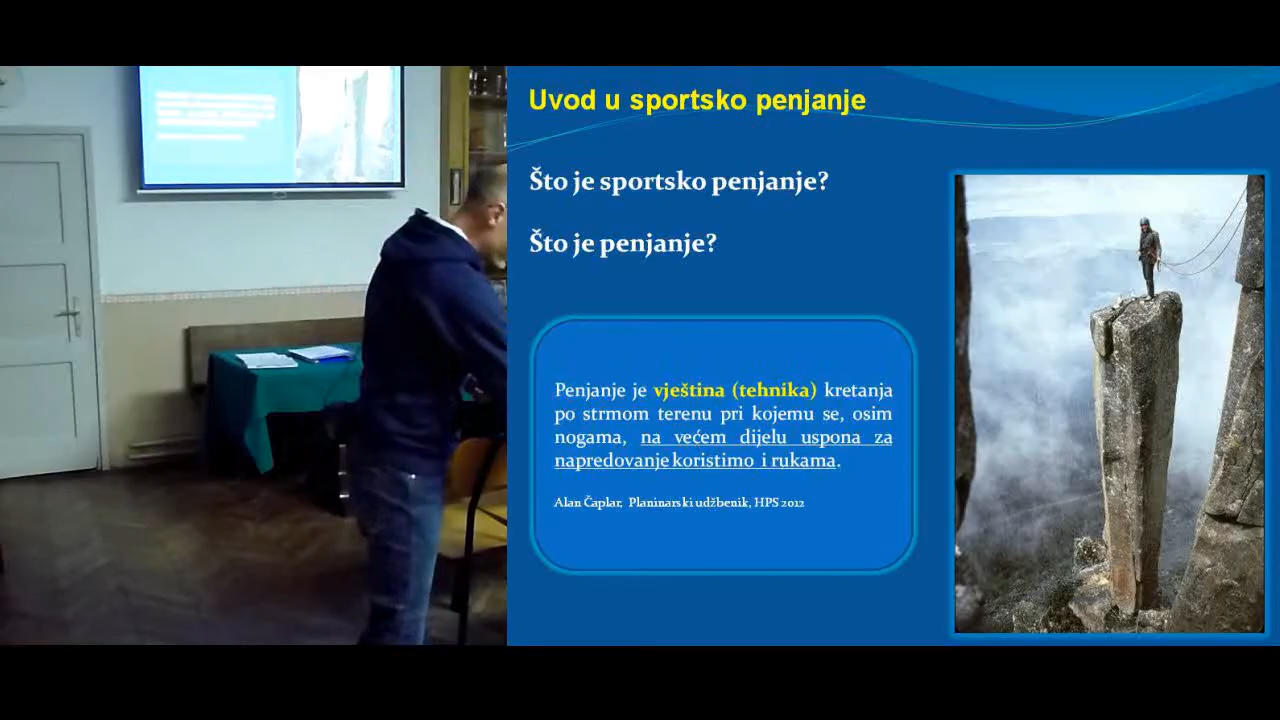 Uvod u sportsko penjanje
Što je sportsko penjanje?
Što je penjanje?
Penjanje je vještina (tehnika) kretanja
po strmom terenu pri kojemu se, osim
nogama, na većem dijelu uspona za
napredovanje koristimo i rukama.
Alan Čaplar, Planinarski udžbenik, HPS 2012